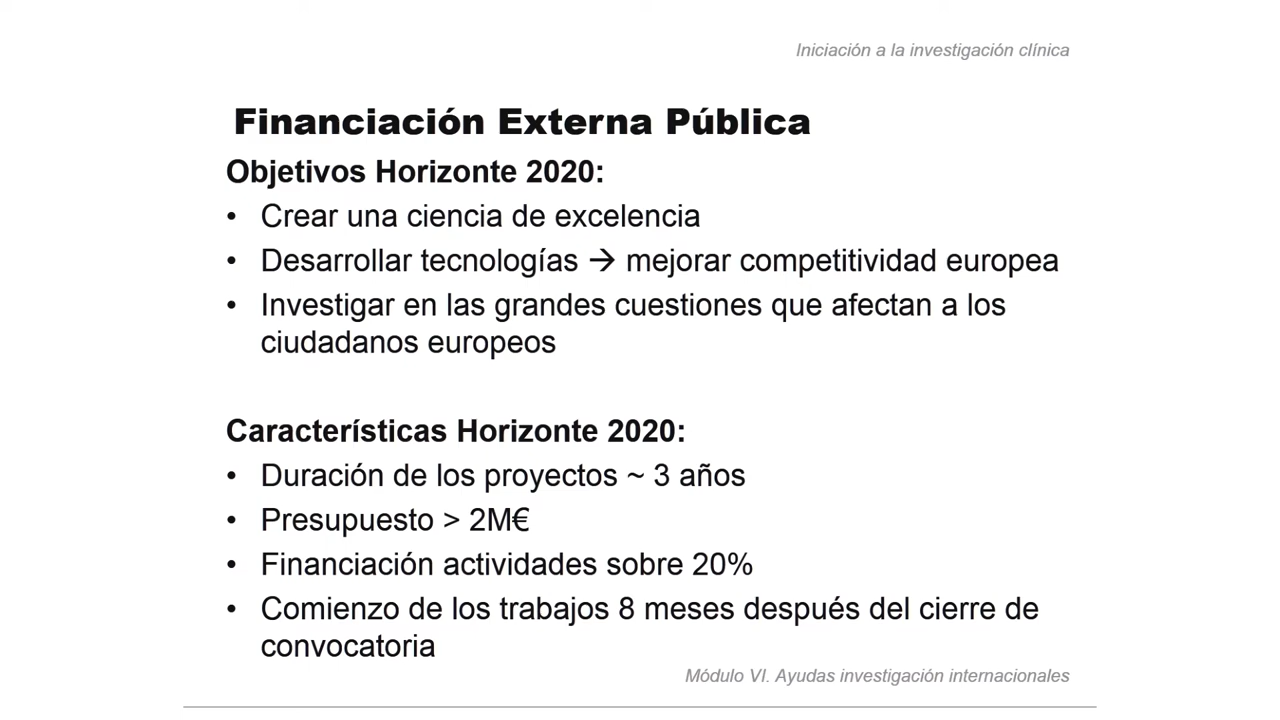 Iniciación a la investigación clínica
Financiación Externa Pública
Objetivos Horizonte 2020:
• Crear una ciencia de excelencia
• Desarrollar tecnologías → mejorar competitividad europea
• Investigar en las grandes cuestiones que afectan a los
ciudadanos europeos
Características Horizonte 2020:
• Duración de los proyectos ~ 3 años
• Presupuesto > 2M€
• Financiación actividades sobre 20%
• Comienzo de los trabajos 8 meses después del cierre de
convocatoria
Módulo VI. Ayudas investigación internacionales